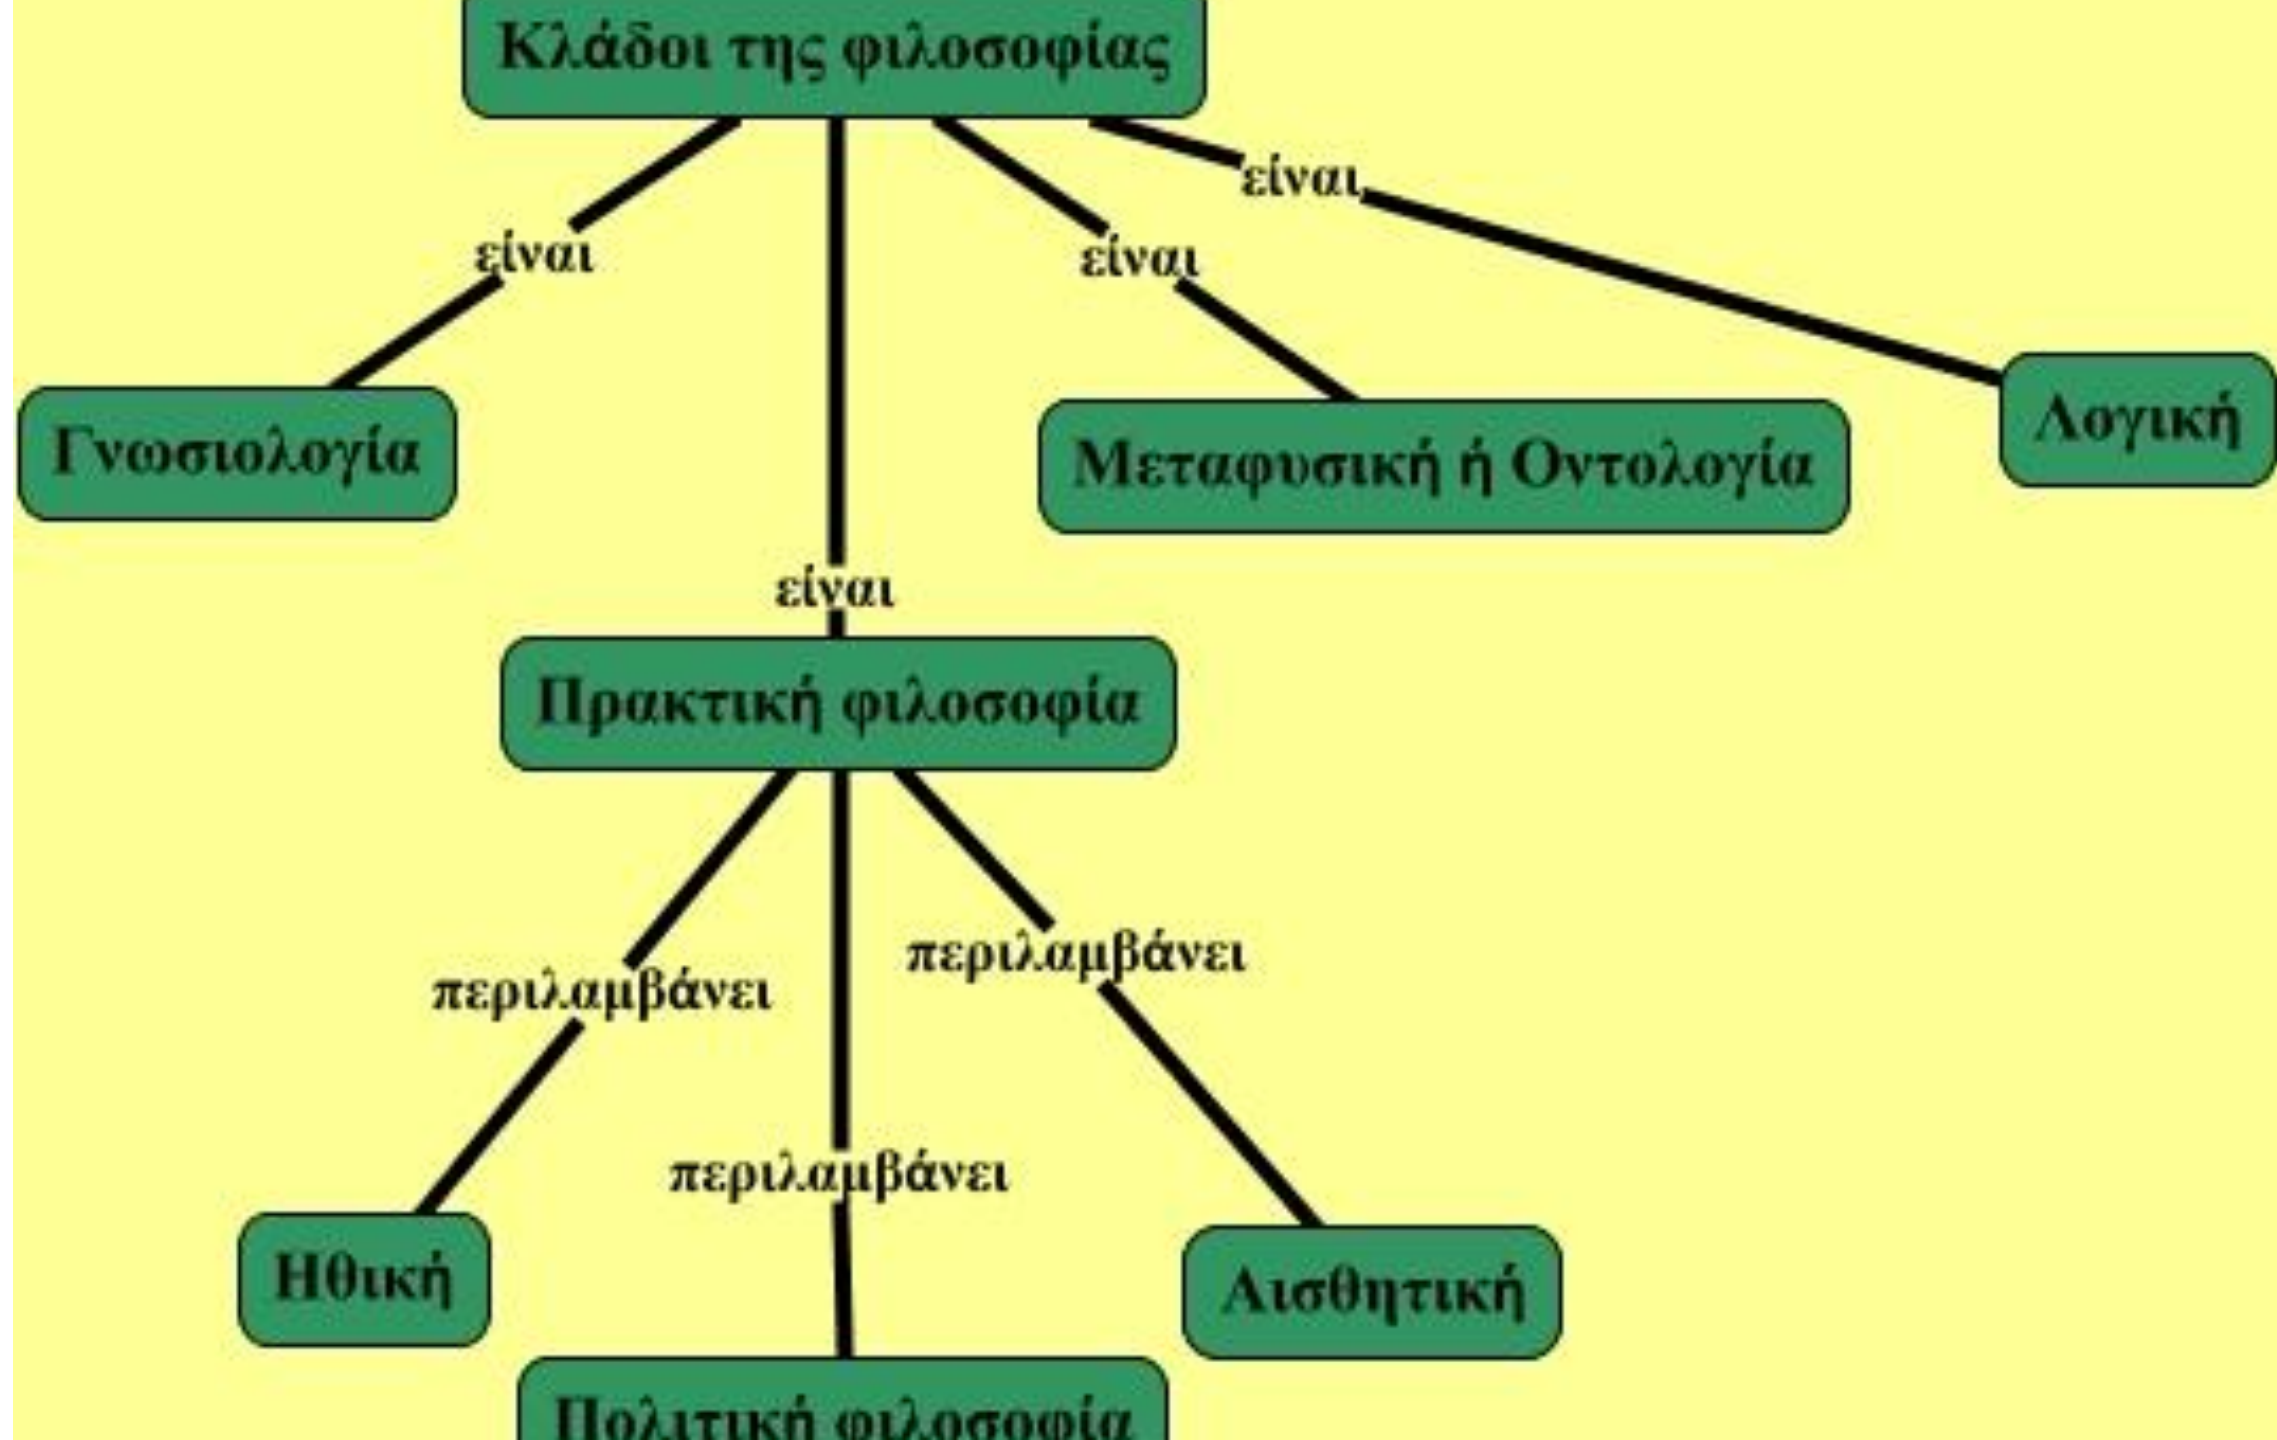 Κλάδοι της φιλοσοφίας
είναι
είναι
είναι
Λογική
Γνωσιολογία
Μεταφυσική ή Οντολογία
είναι
Πρακτική φιλοσοφία
περιλαμβάνει
περιλαμβάνει
περιλαμβάνει
Ηθική
Αισθητική
Πολιτική φιλοσοφία